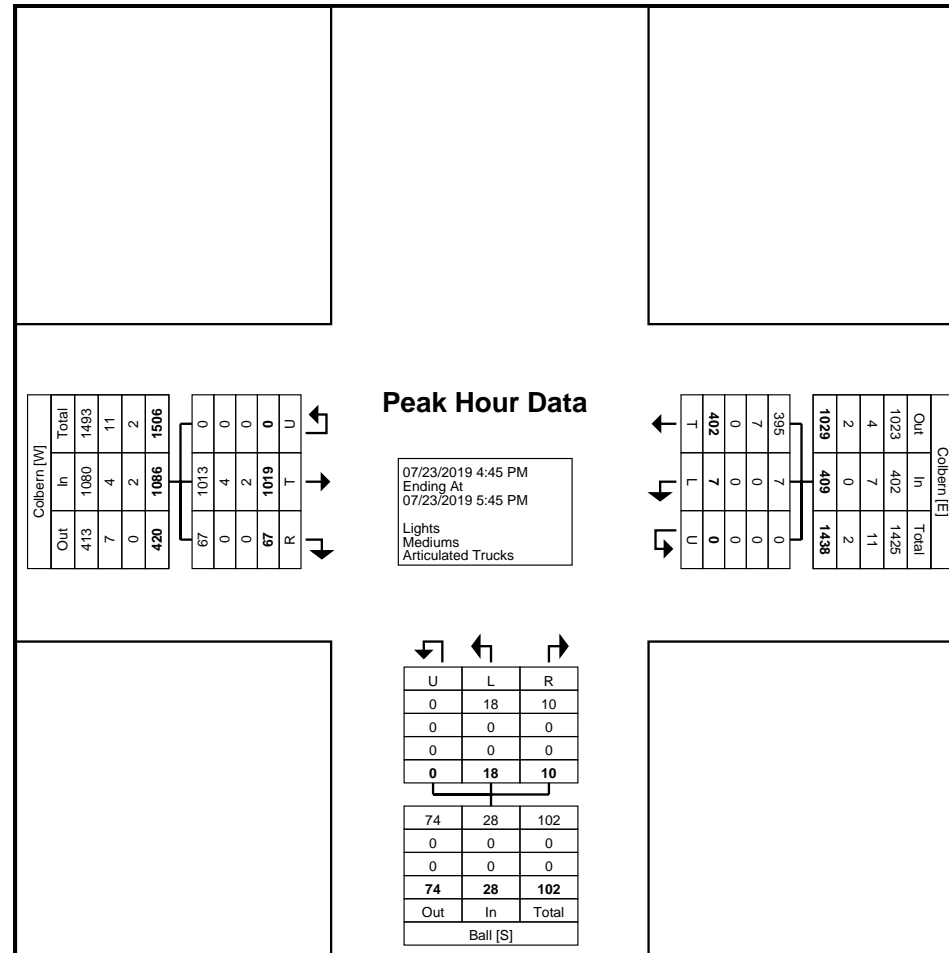 Peak Hour Data
07/23/2019 4:45 PM
Ending At
07/23/2019 5:45 PM
Lights
Mediums
Articulated Trucks
Colbern [W]
Total 1493 11 2 1506
In 1080 4 2 1086
Out 413 7 0 420
0 0 0 0 U
1013 4 2 1019 T
67 0 0 67 R
Colbern [E]
Out 1023 4 2 1029
In 402 7 0 409
Total 1425 11 2 1438
395 7 0 402 T
7 0 0 7 L
0 0 0 0 U
U L R
0 18 10
0 0 0
0 0 0
0 18 10
74 28 102
0 0 0
0 0 0
74 28 102
Out In Total
Ball [S]